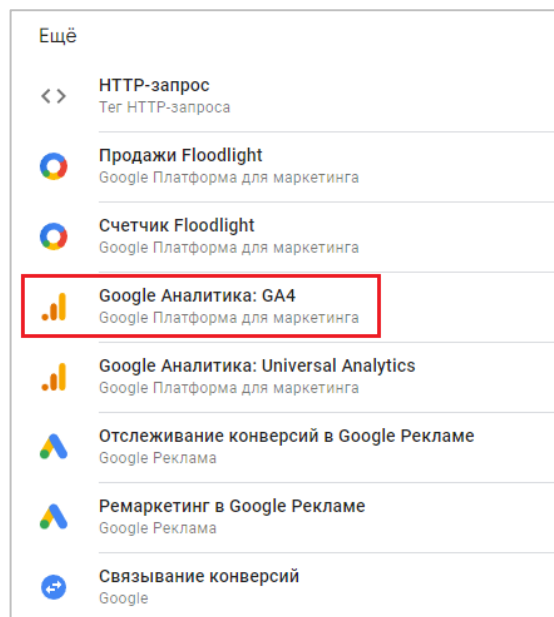 Ещё
HTTP-запрос
Тег HTTP-запроса
Продажи Floodlight
Google Платформа для маркетинга
Счетчик Floodlight
Google Платформа для маркетинга
Google Аналитика: GA4
Google Платформа для маркетинга
Google Аналитика: Universal Analytics
Google Платформа для маркетинга
Отслеживание конверсий в Google Рекламе
Google Реклама
Ремаркетинг в Google Рекламе
Google Реклама
Связывание конверсий
Google